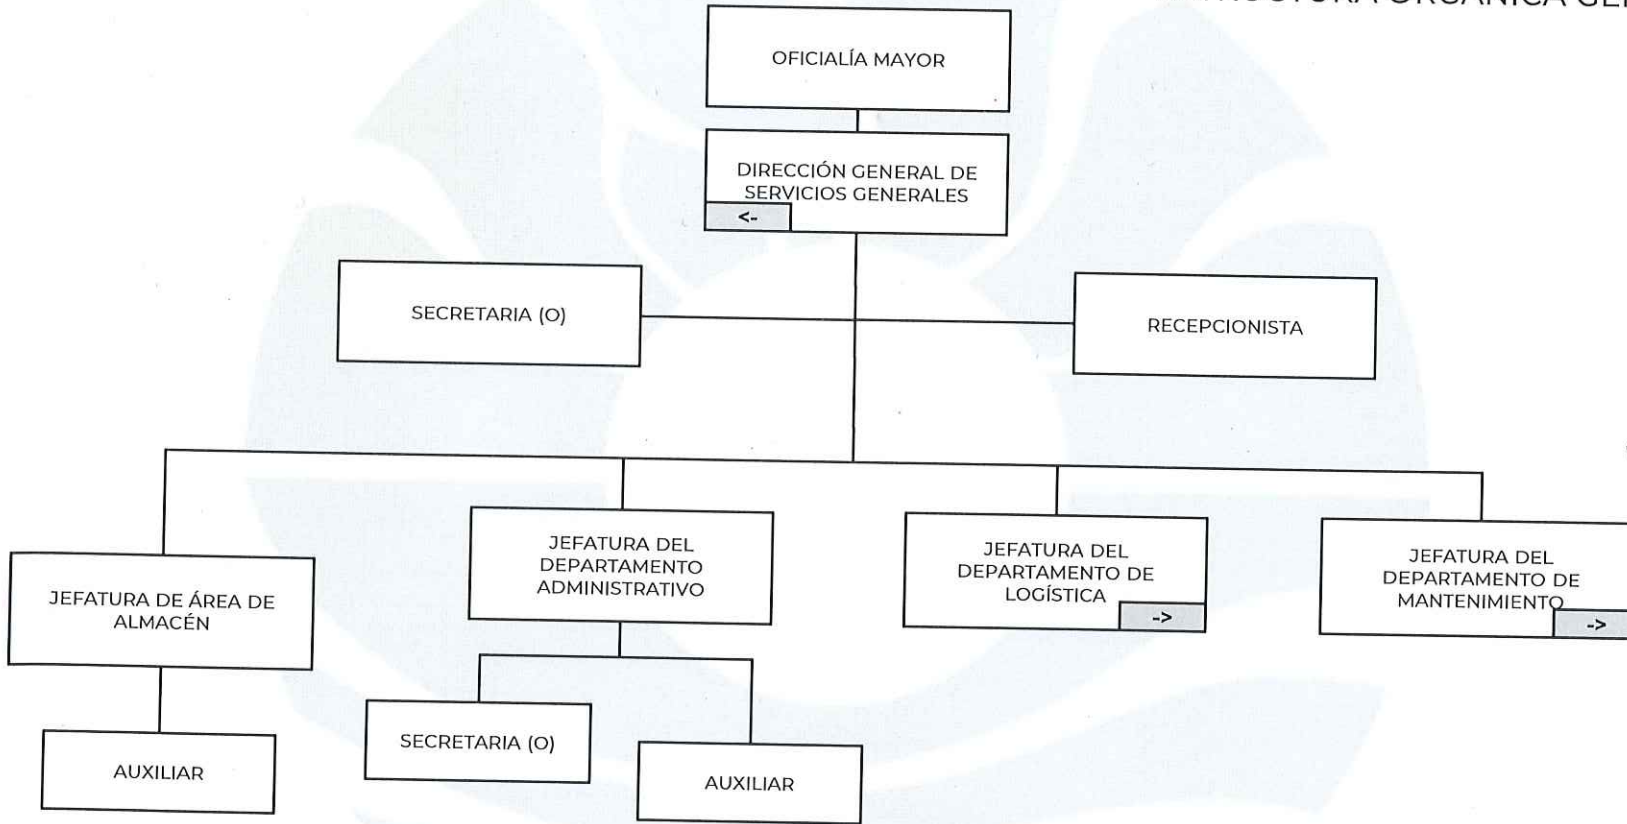 ORGÁNICA
OFICIALÍA MAYOR
DIRECCIÓN GENERAL DE
SERVICIOS GENERALES
<-
SECRETARIA (O)
RECEPCIONISTA
JEFATURA DE ÁREA DE
ALMACÉN
JEFATURA DEL
DEPARTAMENTO
ADMINISTRATIVO
JEFATURA DEL
DEPARTAMENTO DE
LOGÍSTICA
->
JEFATURA DEL
DEPARTAMENTO DE
MANTENIMIENTO
->
AUXILIAR
SECRETARIA (O)
AUXILIAR